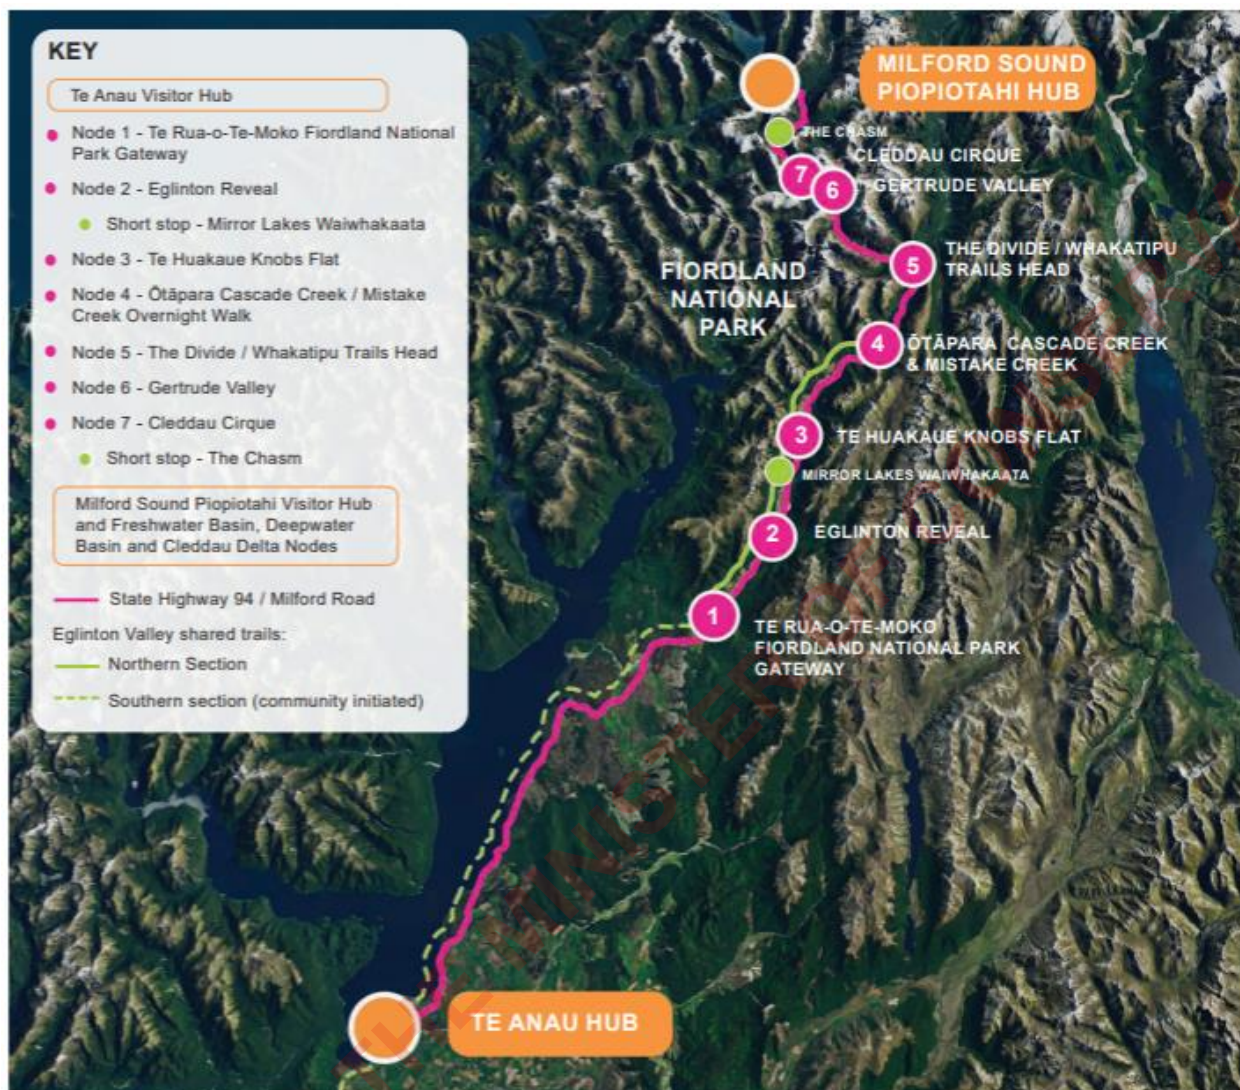 KEY
Te Anau Visitor Hub
Node 1 - Te Rua-o-Te-Moko Fiordland National
Park Gateway
Node 2 - Eglinton Reveal
Short stop - Mirror Lakes Waiwhakaata
Node 3 - Te Huakaue Knobs Flat
Node 4 - Ōtāpara Cascade Creek / Mistake
Creek Overnight Walk
Node 5 - The Divide / Whakatipu Trails Head
Node 6 - Gertrude Valley
Node 7 - Cleddau Cirque
Short stop - The Chasm
Milford Sound Piopiotahi Visitor Hub
and Freshwater Basin, Deepwater
Basin and Cleddau Delta Nodes
State Highway 94 / Milford Road
Eglinton Valley shared trails:
Northern Section
Southern section (community initiated)
MILFORD SOUND
PIOPIOTAHI HUB
THE CHASM
CLEDDAU CIRQUE
7
6
GERTRUDE VALLEY
FIORDLAND
NATIONAL
PARK
5
THE DIVIDE / WHAKATIPU
TRAILS HEAD
4
ŌTĀPARA CASCADE CREEK
& MISTAKE CREEK
3
TE HUAKAUE KNOBS FLAT
MIRROR LAKES WAIWHAKAATA
2
EGLINTON REVEAL
1
TE RUA-O-TE-MOKO
FIORDLAND NATIONAL PARK
GATEWAY
TE ANAU HUB
MINISTER OF